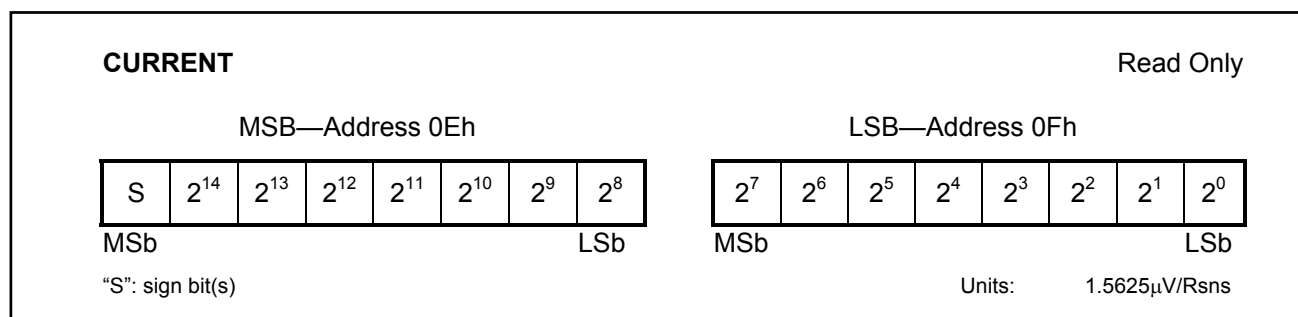 CURRENT Read Only
MSB—Address 0Eh LSB—Address 0Fh
S 2^14 2^13 2^12 2^11 2^10 2^9 2^8 2^7 2^6 2^5 2^4 2^3 2^2 2^1 2^0
MSb LSb MSb LSb
“S”: sign bit(s) Units: 1.5625μV/Rsns